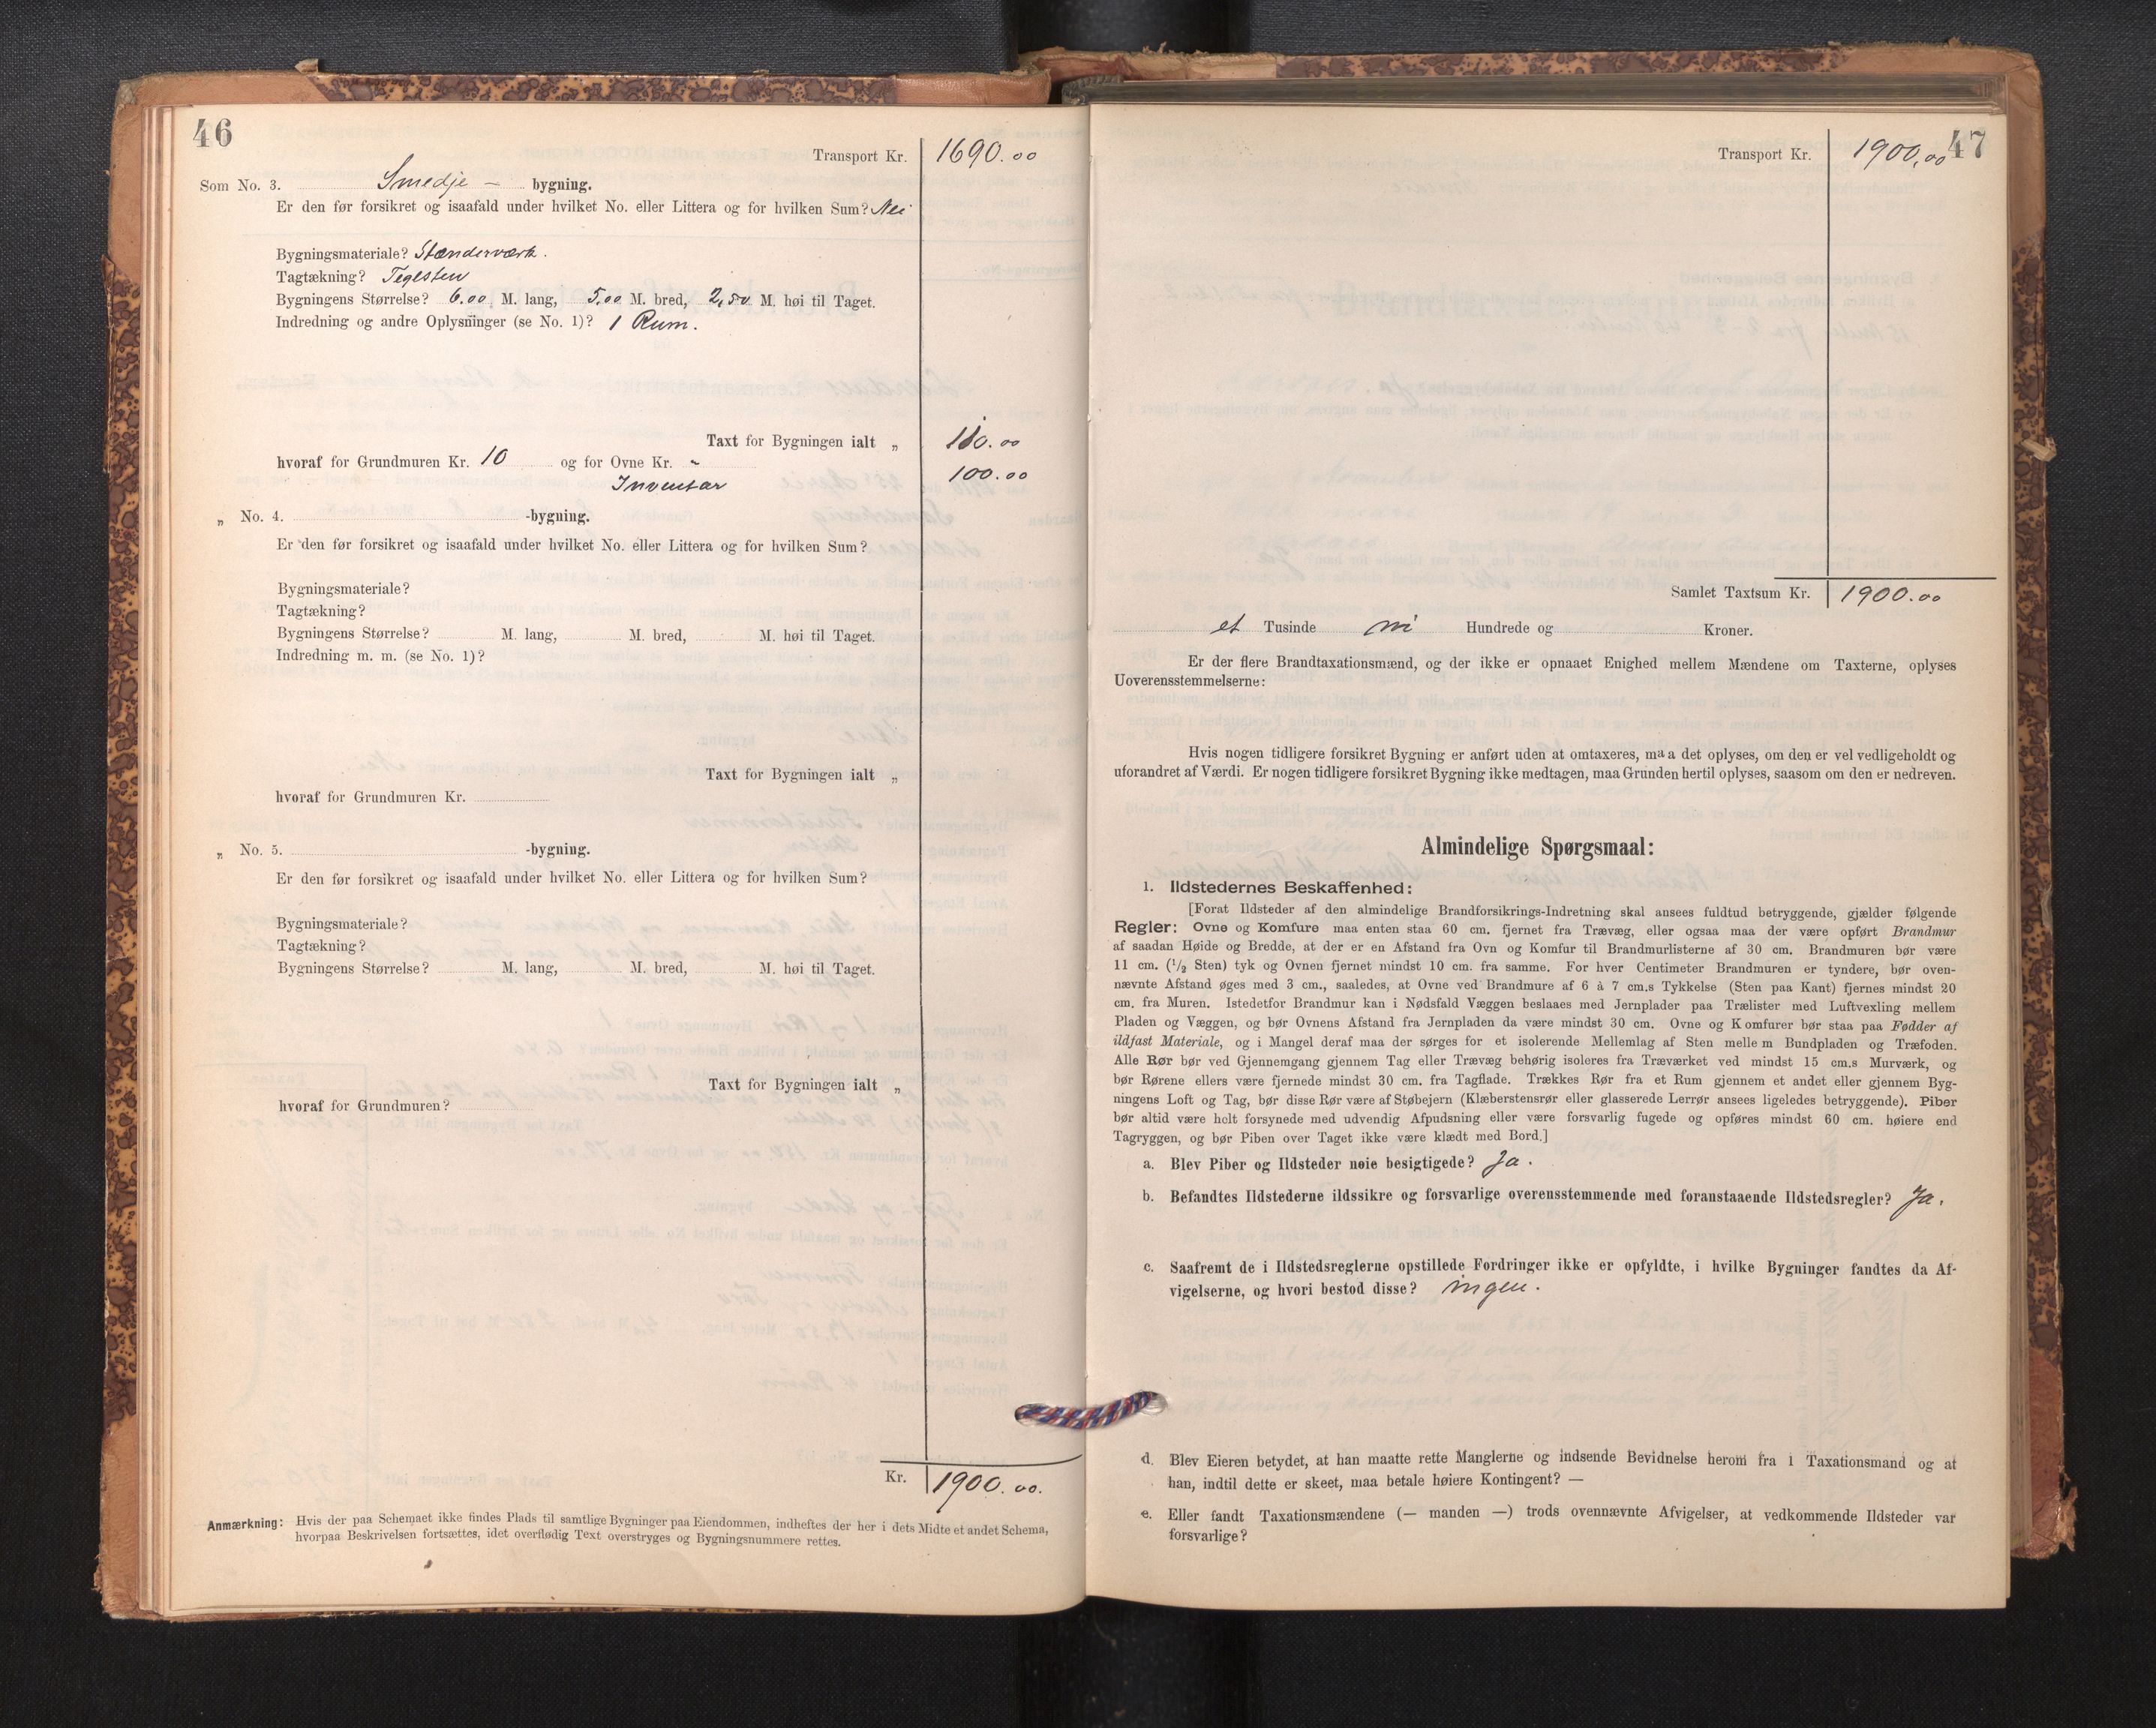 46
Transport Kr. 1690.00
Som No. 3. Smedje - bygning.
Er den før forsikret og isaafald under hvilket No. eller Littera og for hvilken Sum? Nei
Bygningsmateriale? Stænderværk.
Tagtækning? Teglsten
Bygningens Størrelse? 6.00 M. lang, 5,00 M. bred, 2,50 M. høi til Taget.
Indredning og andre Oplysninger (se No. 1)? 1 Rum.
Taxt for Bygningen ialt „ 110.00
hvoraf for Grundmuren Kr. 10 og for Ovne Kr. -
Inventar 100.00
„ No. 4. -bygning.
Er den før forsikret og isaafald under hvilket No. eller Littera og for hvilken Sum?
Bygningsmateriale?
Tagtækning?
Bygningens Størrelse? M. lang, M. bred, M. høi til Taget.
Indredning m. m. (se No. 1)?
Taxt for Bygningen ialt „
hvoraf for Grundmuren Kr.
„ No. 5. -bygning.
Er den før forsikret og isaafald under hvilket No. eller Littera og for hvilken Sum?
Bygningsmateriale?
Tagtækning?
Bygningens Størrelse? M. lang, M. bred, M. høi til Taget.
Taxt for Bygningen ialt „
hvoraf for Grundmuren?
Kr. 1900.00.
Anmærkning: Hvis der paa Schemaet ikke findes Plads til samtlige Bygninger paa Eiendommen, indheftes der her i dets Midte et andet Schema,
hvorpaa Beskrivelsen fortsættes, idet overflødig Text overstryges og Bygningsnummere rettes.
47
Transport Kr. 1900,00
Samlet Taxtsum Kr. 1900.00
et Tusinde ni Hundrede og Kroner.
Er der flere Brandtaxationsmænd, og der ikke er opnaaet Enighed mellem Mændene om Taxterne, oplyses
Uoverensstemmelserne:
Hvis nogen tidligere forsikret Bygning er anført uden at omtaxeres, maa det oplyses, om den er vel vedligeholdt og
uforandret af Værdi. Er nogen tidligere forsikret Bygning ikke medtagen, maa Grunden hertil oplyses, saasom om den er nedreven.
Almindelige Spørgsmaal:
1. Ildstedernes Beskaffenhed:
[Forat Ildsteder af den almindelige Brandforsikrings-Indretning skal ansees fuldtud betryggende, gjælder følgende
Regler: Ovne og Komfure maa enten staa 60 cm. fjernet fra Trævæg, eller ogsaa maa der være opført Brandmur
af saadan Høide og Bredde, at der er en Afstand fra Ovn og Komfur til Brandmurlisterne af 30 cm. Brandmuren bør være
11 cm. (1/2 Sten) tyk og Ovnen fjernet mindst 10 cm. fra samme. For hver Centimeter Brandmuren er tyndere, bør oven-
nævnte Afstand øges med 3 cm., saaledes, at Ovne ved Brandmure af 6 à 7 cm.s Tykkelse (Sten paa Kant) fjernes mindst 20
cm. fra Muren. Istedetfor Brandmur kan i Nødsfald Væggen beslaaes med Jernplader paa Trælister med Luftvexling mellem
Pladen og Væggen, og bør Ovnens Afstand fra Jernpladen da være mindst 30 cm. Ovne og Komfurer bør staa paa Fødder af
ildfast Materiale, og i Mangel deraf maa der sørges for et isolerende Mellemlag af Sten mellem Bundpladen og Træfoden.
Alle Rør bør ved Gjennemgang gjennem Tag eller Trævæg behørig isoleres fra Træværket ved mindst 15 cm.s Murværk, og
bør Rørene ellers være fjernede mindst 30 cm. fra Tagflade. Trækkes Rør fra et Rum gjennem et andet eller gjennem Byg-
ningens Loft og Tag, bør disse Rør være af Støbejern (Klæberstensrør eller glasserede Lerrør ansees ligeledes betryggende). Piber
bør altid være helt forsynede med udvendig Afpudsning eller være forsvarlig fugede og opføres mindst 60 cm. høiere end
Tagryggen, og bør Piben over Taget ikke være klædt med Bord.]
a. Blev Piber og Ildsteder nøie besigtigede? Ja.
b. Befandtes Ildstederne ildssikre og forsvarlige overensstemmende med foranstaaende Ildstedsregler? Ja.
c. Saafremt de i Ildstedsreglerne opstillede Fordringer ikke er opfyldte, i hvilke Bygninger fandtes da Af-
vigelserne, og hvori bestod disse? ingen.
d. Blev Eieren betydet, at han maatte rette Manglerne og indsende Bevidnelse herom fra 1 Taxationsmand og at
han, indtil dette er skeet, maa betale høiere Kontingent? —
e. Eller fandt Taxationsmændene (— manden —) trods ovennævnte Afvigelser, at vedkommende Ildsteder var
forsvarlige?